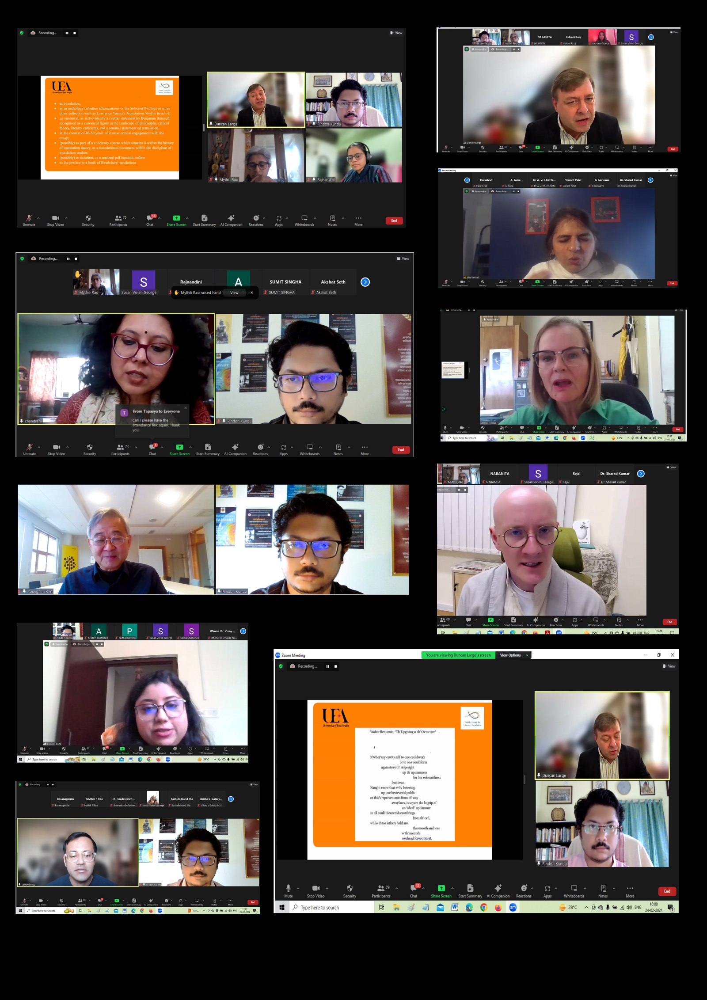 Recording...
View
UEA
University of East Anglia
British Centre for
Literary Translation
• in translation;
• in an anthology (whether Illuminations or the Selected Writings or some
other collection such as Lawrence Venuti's Translation Studies Reader);
• as canonical, as self-evidently a central statement by Benjamin (himself
recognised as a canonical figure in the landscape of philosophy, critical
theory, literary criticism), and a seminal statement on translation;
• in the context of 40-50 years of intense critical engagement with the
essay;
• (possibly) as part of a university course which situates it within the history
of translation theory, as a foundational document within the discipline of
translation studies;
• (possibly) in isolation, as a scanned pdf handout, online
• as the preface to a book of Baudelaire translations
Duncan Large
Rindon Kundu
Mythili Rao
Rajnandini
75
13
Unmute Stop Video Security Participants Chat Share Screen Start Summary AI Companion Reactions Apps Whiteboards Notes More End
NABANITA Indrani Rooj S
View
Rindon Kundu Mythili Rao NABANITA Indrani Rooj Anurima Chanda Susan Vivien George
Remove Pin Recording...
Duncan Large
Unmute Stop Video Security Participants Chat Share Screen Start Summary AI Companion Reactions Apps Whiteboards Notes More End
Zoom Meeting
View
Harashruti A. Guha Dr A. V. RAGHU... Vikrant Patel G Goswami Dr. Sharad Kumar
Harashruti A. Guha Dr A. V. RAGHURAM Vikrant Patel G Goswami Dr. Sharad Kumar
Remove Pin Recording...
Rita Kothari
Unmute Stop Video Security Participants Chat Share Screen Start Summary AI Companion Reactions Apps Whiteboards Notes More End
Recording...
View
S Rajnandini A SUMIT SINGHA Akshat Seth
Mythili Rao raised hand View
Mythili Rao Susan Vivien George SUMIT SINGHA Akshat Seth
chandrani
From Tapasya to Everyone
T
Can I please have the
attendance link again. Thank
you.
Rindon Kundu
74
1
Unmute Stop Video Security Participants Chat Share Screen Start Summary AI Companion Reactions Apps Whiteboards Notes More End
Recording...
View
Remove Pin
65
Mute Stop Video Security Participants Chat Share Screen Start Summary AI Companion Reactions Apps Whiteboards Notes More End
Type here to search
31°C
ENG
17:07
27-02-2024
Youngmin Kim
Rindon Kundu
View
NABANITA S Sejal Dr. Sharad Kumar
Mythili Rao NABANITA Susan Vivien George Sejal Dr. Sharad Kumar
ecording...
69
articipants Chat Share Screen Start Summary AI Companion Reactions Apps Whiteboards Notes More End
35°C
ENG
16:26
A P S S iPhone Dr Vinay...
Rindon Kundu Ankitam Chatterjee Partha (he/him) Susan Vivien George Soma Mukherjee iPhone Dr Vinayak Na...
Remove Pin Recording...
Saswati Saha
67
Unmute Stop Video Security Participants Chat Share Screen Start Summary AI Companion Reactions Apps Whiteboards Notes More
Type here to search
34°C
Recording...
View
Basanagouda Mythili P Rao chinnadevi@efl... Sachida Nand Jha shikha's Galaxy...
Basanagouda Mythili P Rao chinnadevi@efluniver... Susan Vivien George Sachida Nand Jha shikha's Galaxy M51
Sohomjit Ray
Rindon Kundu
70
Unmute Stop Video Security Participants Chat Share Screen Start Summary AI Companion Reactions Apps Whiteboards Notes More End
Type here to search
ENG
17:37
26-02-2024
Zoom Meeting
You are viewing Duncan Large's screen
View Options
Recording...
View
UEA
University of East Anglia
British Centre for
Literary Translation
Walter Benjamin, "Th' Upgiving o' th' O'ersetter"
1
N'wher'any erwits self to one couldwork
or to one couldform
againsto'er th' ridgesight
up th' upnimmers
for her erkenn'dness
fruitbear.
Naught enow that ev'ry beteeing
up one besteven'd public
or this's representants from th' way
awayfares, is soyare the begrip of
an "ideal" upnimmer
in all couldtheoretish erord'rings
from th' evil,
while these lethely held are,
theresooth and was
o' th' mentsh
o'erhead foreouttoset.
Duncan Large
Rindon Kundu
79
13
Mute Stop Video Security Participants Chat Share Screen Start Summary AI Companion Reactions Apps Whiteboards Notes More End
Type here to search
28°C
ENG
16:00
24-02-2024